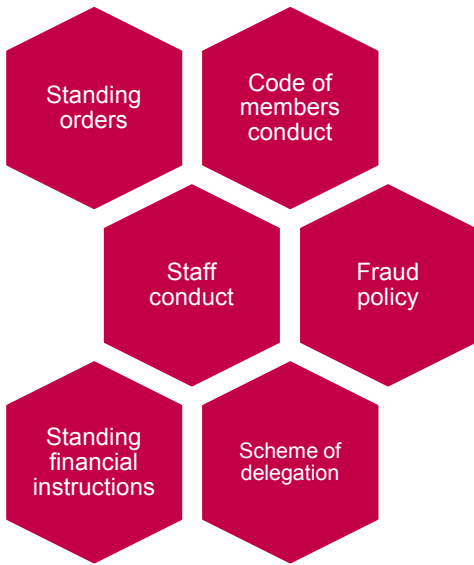 Standing
orders
Code of
members
conduct
Staff
conduct
Fraud
policy
Standing
financial
instructions
Scheme of
delegation